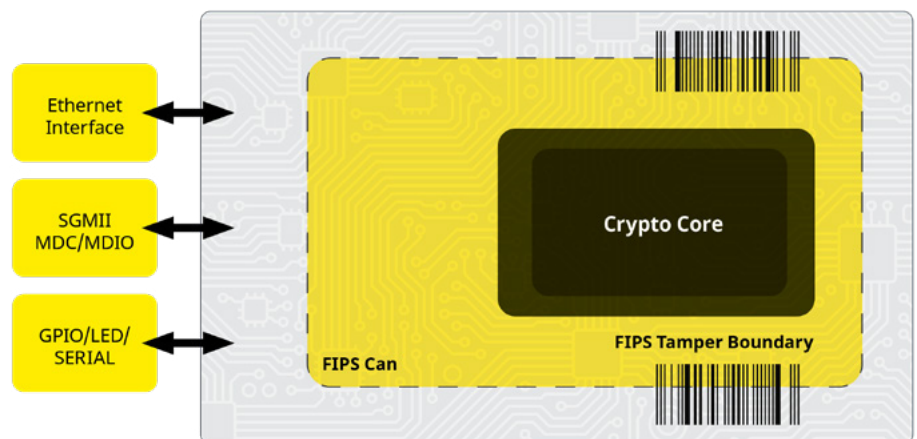 Ethernet
Interface
SGMII
MDC/MDIO
GPIO/LED/
SERIAL
Crypto Core
FIPS Tamper Boundary
FIPS Can